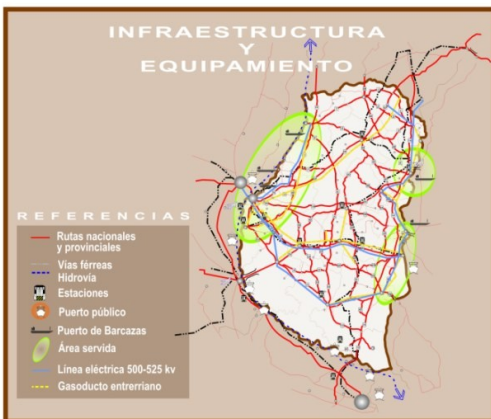 INFRAESTRUCTURA
Y
EQUIPAMIENTO
REFERENCIAS
Rutas nacionales
y provinciales
Vías férreas
Hidrovía
Estaciones
Puerto público
Puerto de Barcazas
Área servida
Línea eléctrica 500-525 kv
Gasoducto entrerriano